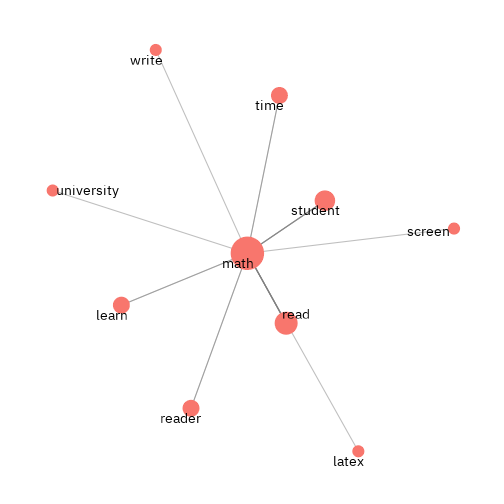 write
time
university
student
screen
math
learn
read
reader
latex